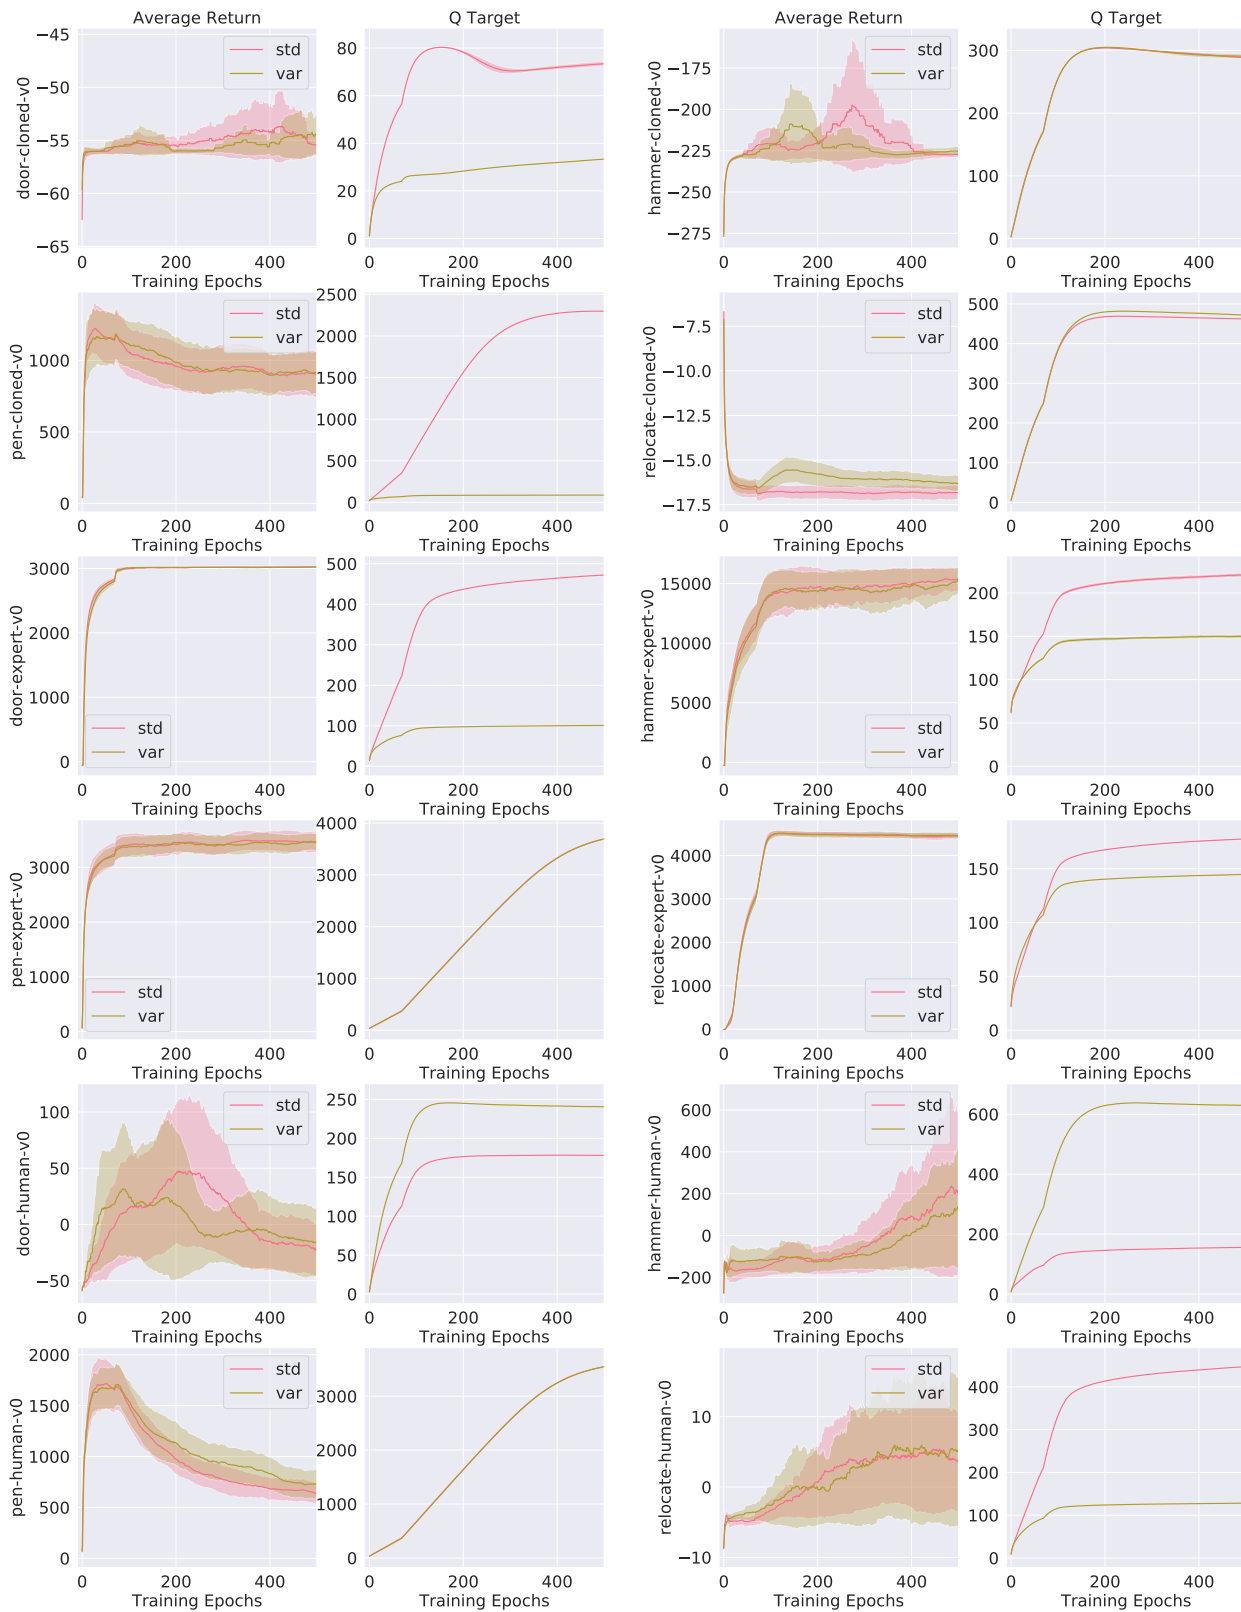 Average Return
Q Target
Average Return
Q Target
door-cloned-v0
−45
−50
−55
−60
−65
std
var
0 200 400
Training Epochs
80
60
40
20
0
0 200 400
Training Epochs
hammer-cloned-v0
−175
−200
−225
−250
−275
std
var
0 200 400
Training Epochs
300
200
100
0
0 200 400
Training Epochs
pen-cloned-v0
1000
500
0
std
var
0 200 400
Training Epochs
2500
2000
1500
1000
500
0
0 200 400
Training Epochs
relocate-cloned-v0
−7.5
−10.0
−12.5
−15.0
−17.5
std
var
0 200 400
Training Epochs
500
400
300
200
100
0
0 200 400
Training Epochs
door-expert-v0
3000
2000
1000
0
std
var
0 200 400
Training Epochs
500
400
300
200
100
0
0 200 400
Training Epochs
hammer-expert-v0
15000
10000
5000
0
std
var
0 200 400
Training Epochs
200
150
100
50
0
0 200 400
Training Epochs
pen-expert-v0
3000
2000
1000
0
std
var
0 200 400
Training Epochs
4000
3000
2000
1000
0
0 200 400
Training Epochs
relocate-expert-v0
4000
3000
2000
1000
0
std
var
0 200 400
Training Epochs
150
100
50
0
0 200 400
Training Epochs
door-human-v0
100
50
0
−50
std
var
0 200 400
Training Epochs
250
200
150
100
50
0
0 200 400
Training Epochs
hammer-human-v0
600
400
200
0
−200
std
var
0 200 400
Training Epochs
600
400
200
0
0 200 400
Training Epochs
pen-human-v0
2000
1500
1000
500
0
std
var
0 200 400
Training Epochs
3000
2000
1000
0
0 200 400
Training Epochs
relocate-human-v0
10
0
−10
std
var
0 200 400
Training Epochs
400
300
200
100
0
0 200 400
Training Epochs